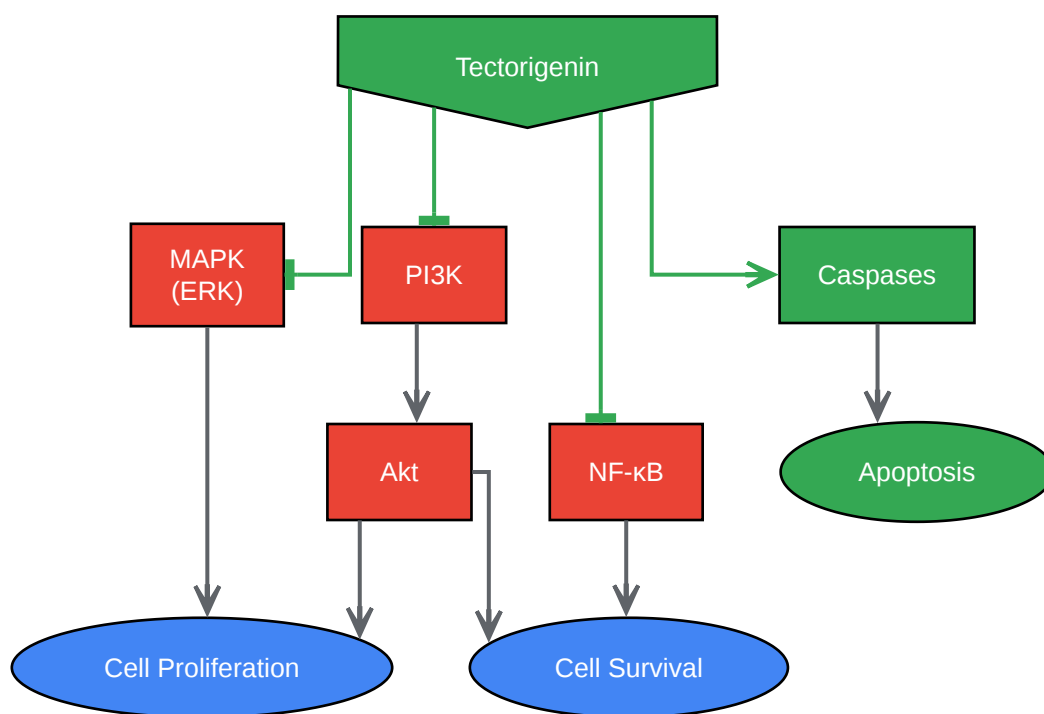 Tectorigenin
MAPK
(ERK)
PI3K
Caspases
Akt
NF-κB
Apoptosis
Cell Proliferation
Cell Survival